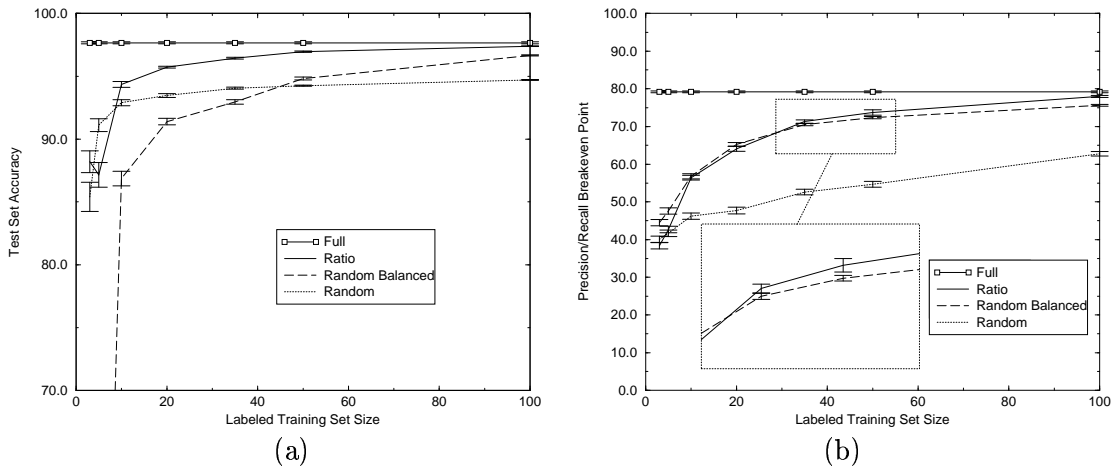 100.0
90.0
80.0
70.0
0
20
40
60
80
100
Test Set Accuracy
Labeled Training Set Size
Full
Ratio
Random Balanced
Random
(a)
100.0
90.0
80.0
70.0
60.0
50.0
40.0
30.0
20.0
10.0
0.0
0
20
40
60
80
100
Precision/Recall Breakeven Point
Labeled Training Set Size
Full
Ratio
Random Balanced
Random
(b)